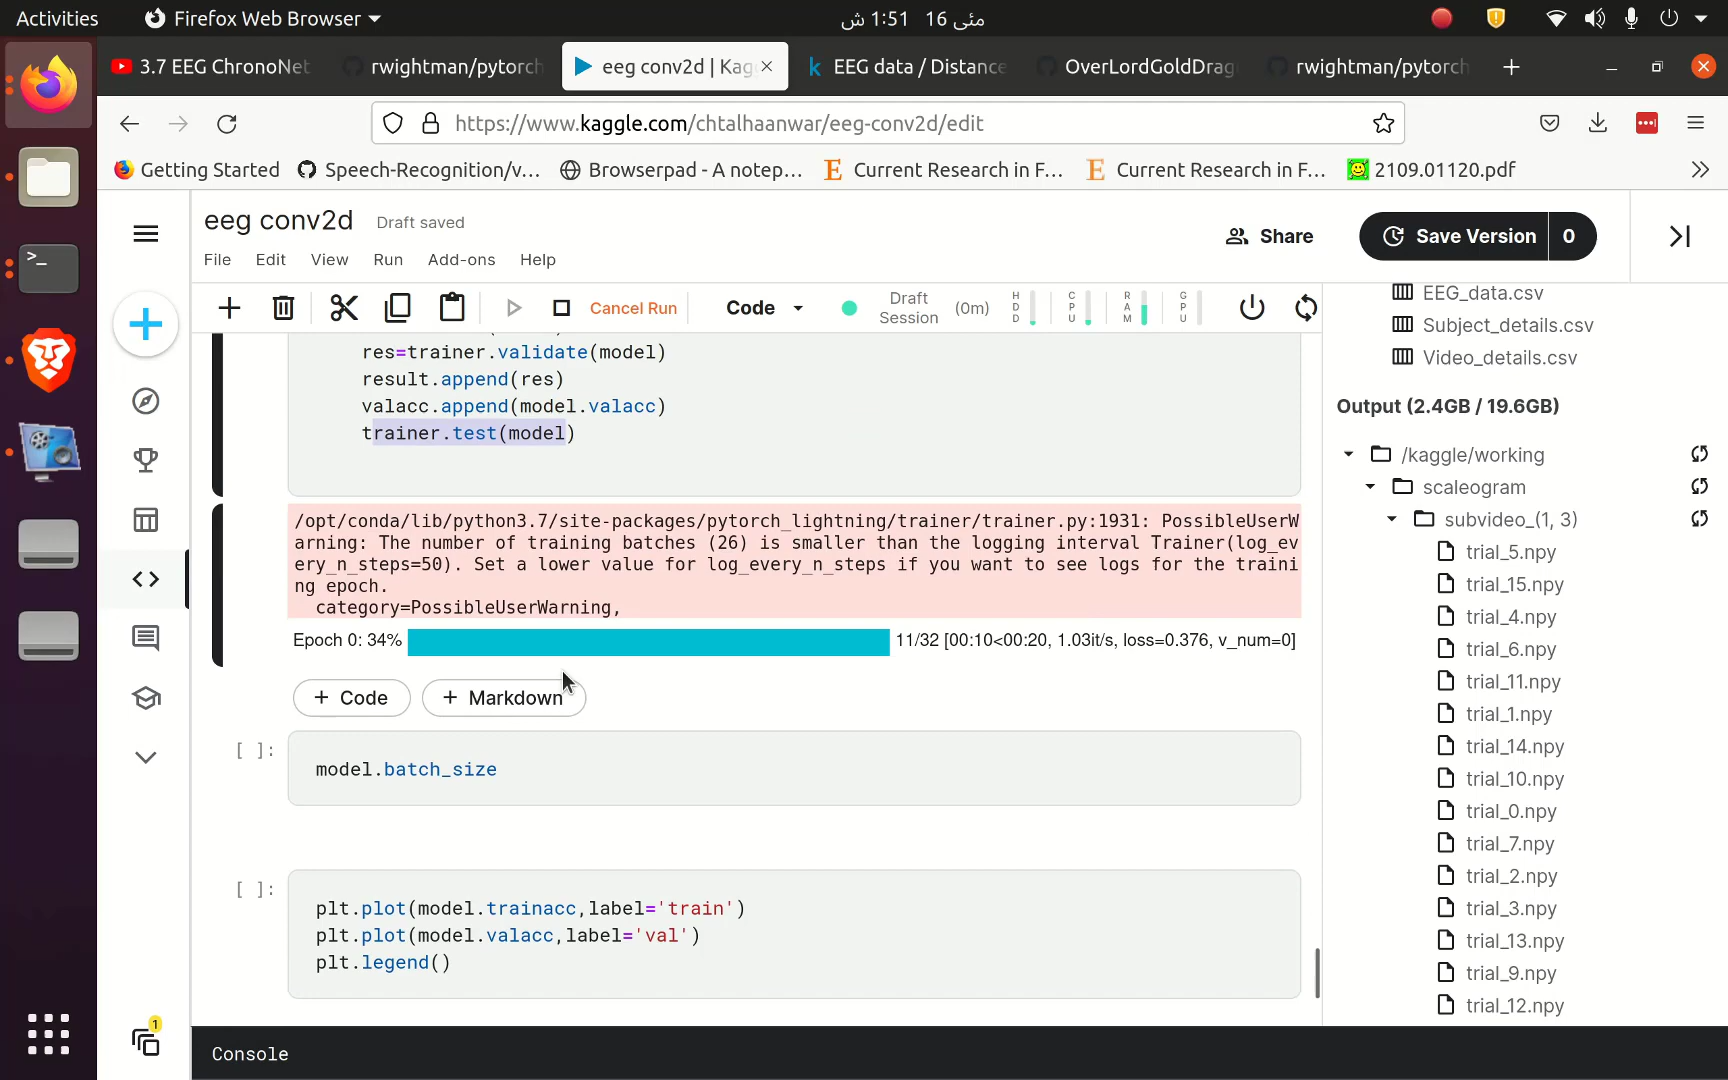 Activities
Firefox Web Browser
مئی 16 1:51 ش
3.7 EEG ChronoNet
rwightman/pytorch
eeg conv2d | Kag
EEG data / Distance
OverLordGoldDrag
rwightman/pytorch
https://www.kaggle.com/chtalhaanwar/eeg-conv2d/edit
Getting Started
Speech-Recognition/v...
Browserpad - A notep...
Current Research in F...
Current Research in F...
2109.01120.pdf
eeg conv2d
Draft saved
File Edit View Run Add-ons Help
Share
Save Version 0
Cancel Run
Code
Draft Session
(0m)
HDD
CPU
RAM
GPU
res=trainer.validate(model)
result.append(res)
valacc.append(model.valacc)
trainer.test(model)
/opt/conda/lib/python3.7/site-packages/pytorch_lightning/trainer/trainer.py:1931: PossibleUserW
arning: The number of training batches (26) is smaller than the logging interval Trainer(log_ev
ery_n_steps=50). Set a lower value for log_every_n_steps if you want to see logs for the traini
ng epoch.
category=PossibleUserWarning,
Epoch 0: 34% 11/32 [00:10<00:20, 1.03it/s, loss=0.376, v_num=0]
+ Code
+ Markdown
[ ]:
model.batch_size
[ ]:
plt.plot(model.trainacc,label='train')
plt.plot(model.valacc,label='val')
plt.legend()
Console
1
EEG_data.csv
Subject_details.csv
Video_details.csv
Output (2.4GB / 19.6GB)
/kaggle/working
scaleogram
subvideo_(1, 3)
trial_5.npy
trial_15.npy
trial_4.npy
trial_6.npy
trial_11.npy
trial_1.npy
trial_14.npy
trial_10.npy
trial_0.npy
trial_7.npy
trial_2.npy
trial_3.npy
trial_13.npy
trial_9.npy
trial_12.npy